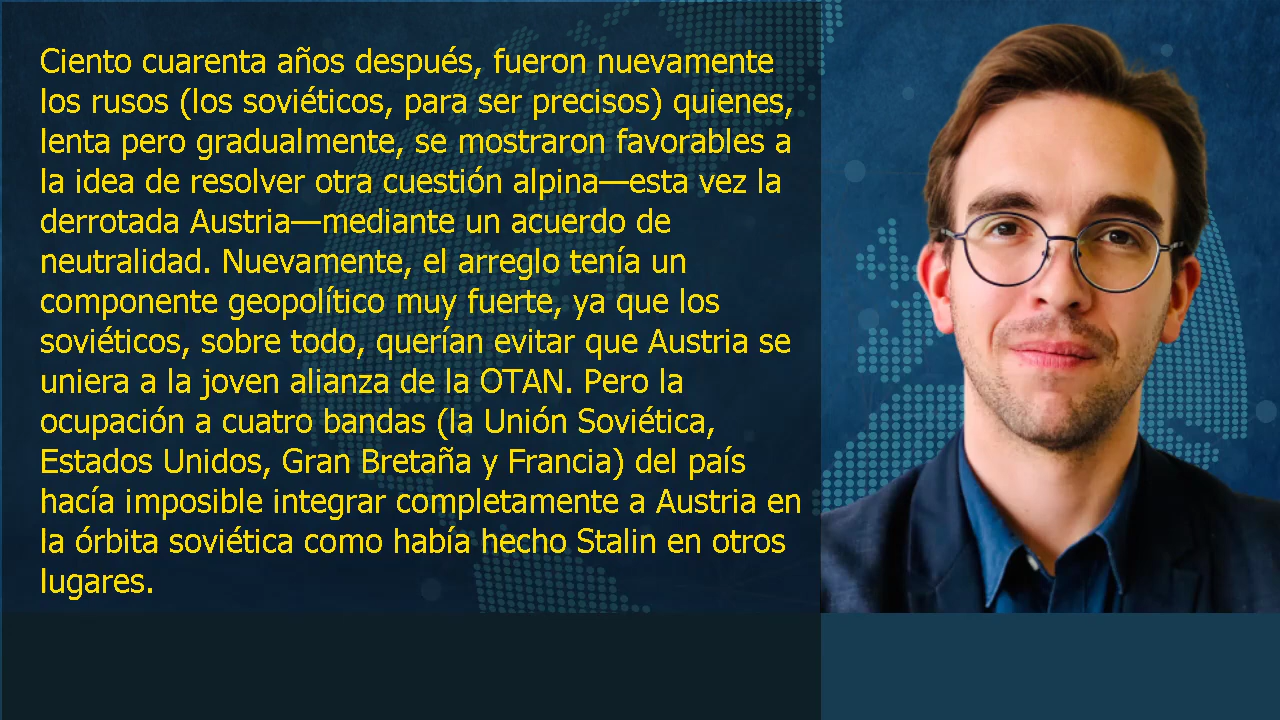 Ciento cuarenta años después, fueron nuevamente
los rusos (los soviéticos, para ser precisos) quienes,
lenta pero gradualmente, se mostraron favorables a
la idea de resolver otra cuestión alpina—esta vez la
derrotada Austria—mediante un acuerdo de
neutralidad. Nuevamente, el arreglo tenía un
componente geopolítico muy fuerte, ya que los
soviéticos, sobre todo, querían evitar que Austria se
uniera a la joven alianza de la OTAN. Pero la
ocupación a cuatro bandas (la Unión Soviética,
Estados Unidos, Gran Bretaña y Francia) del país
hacía imposible integrar completamente a Austria en
la órbita soviética como había hecho Stalin en otros
lugares.